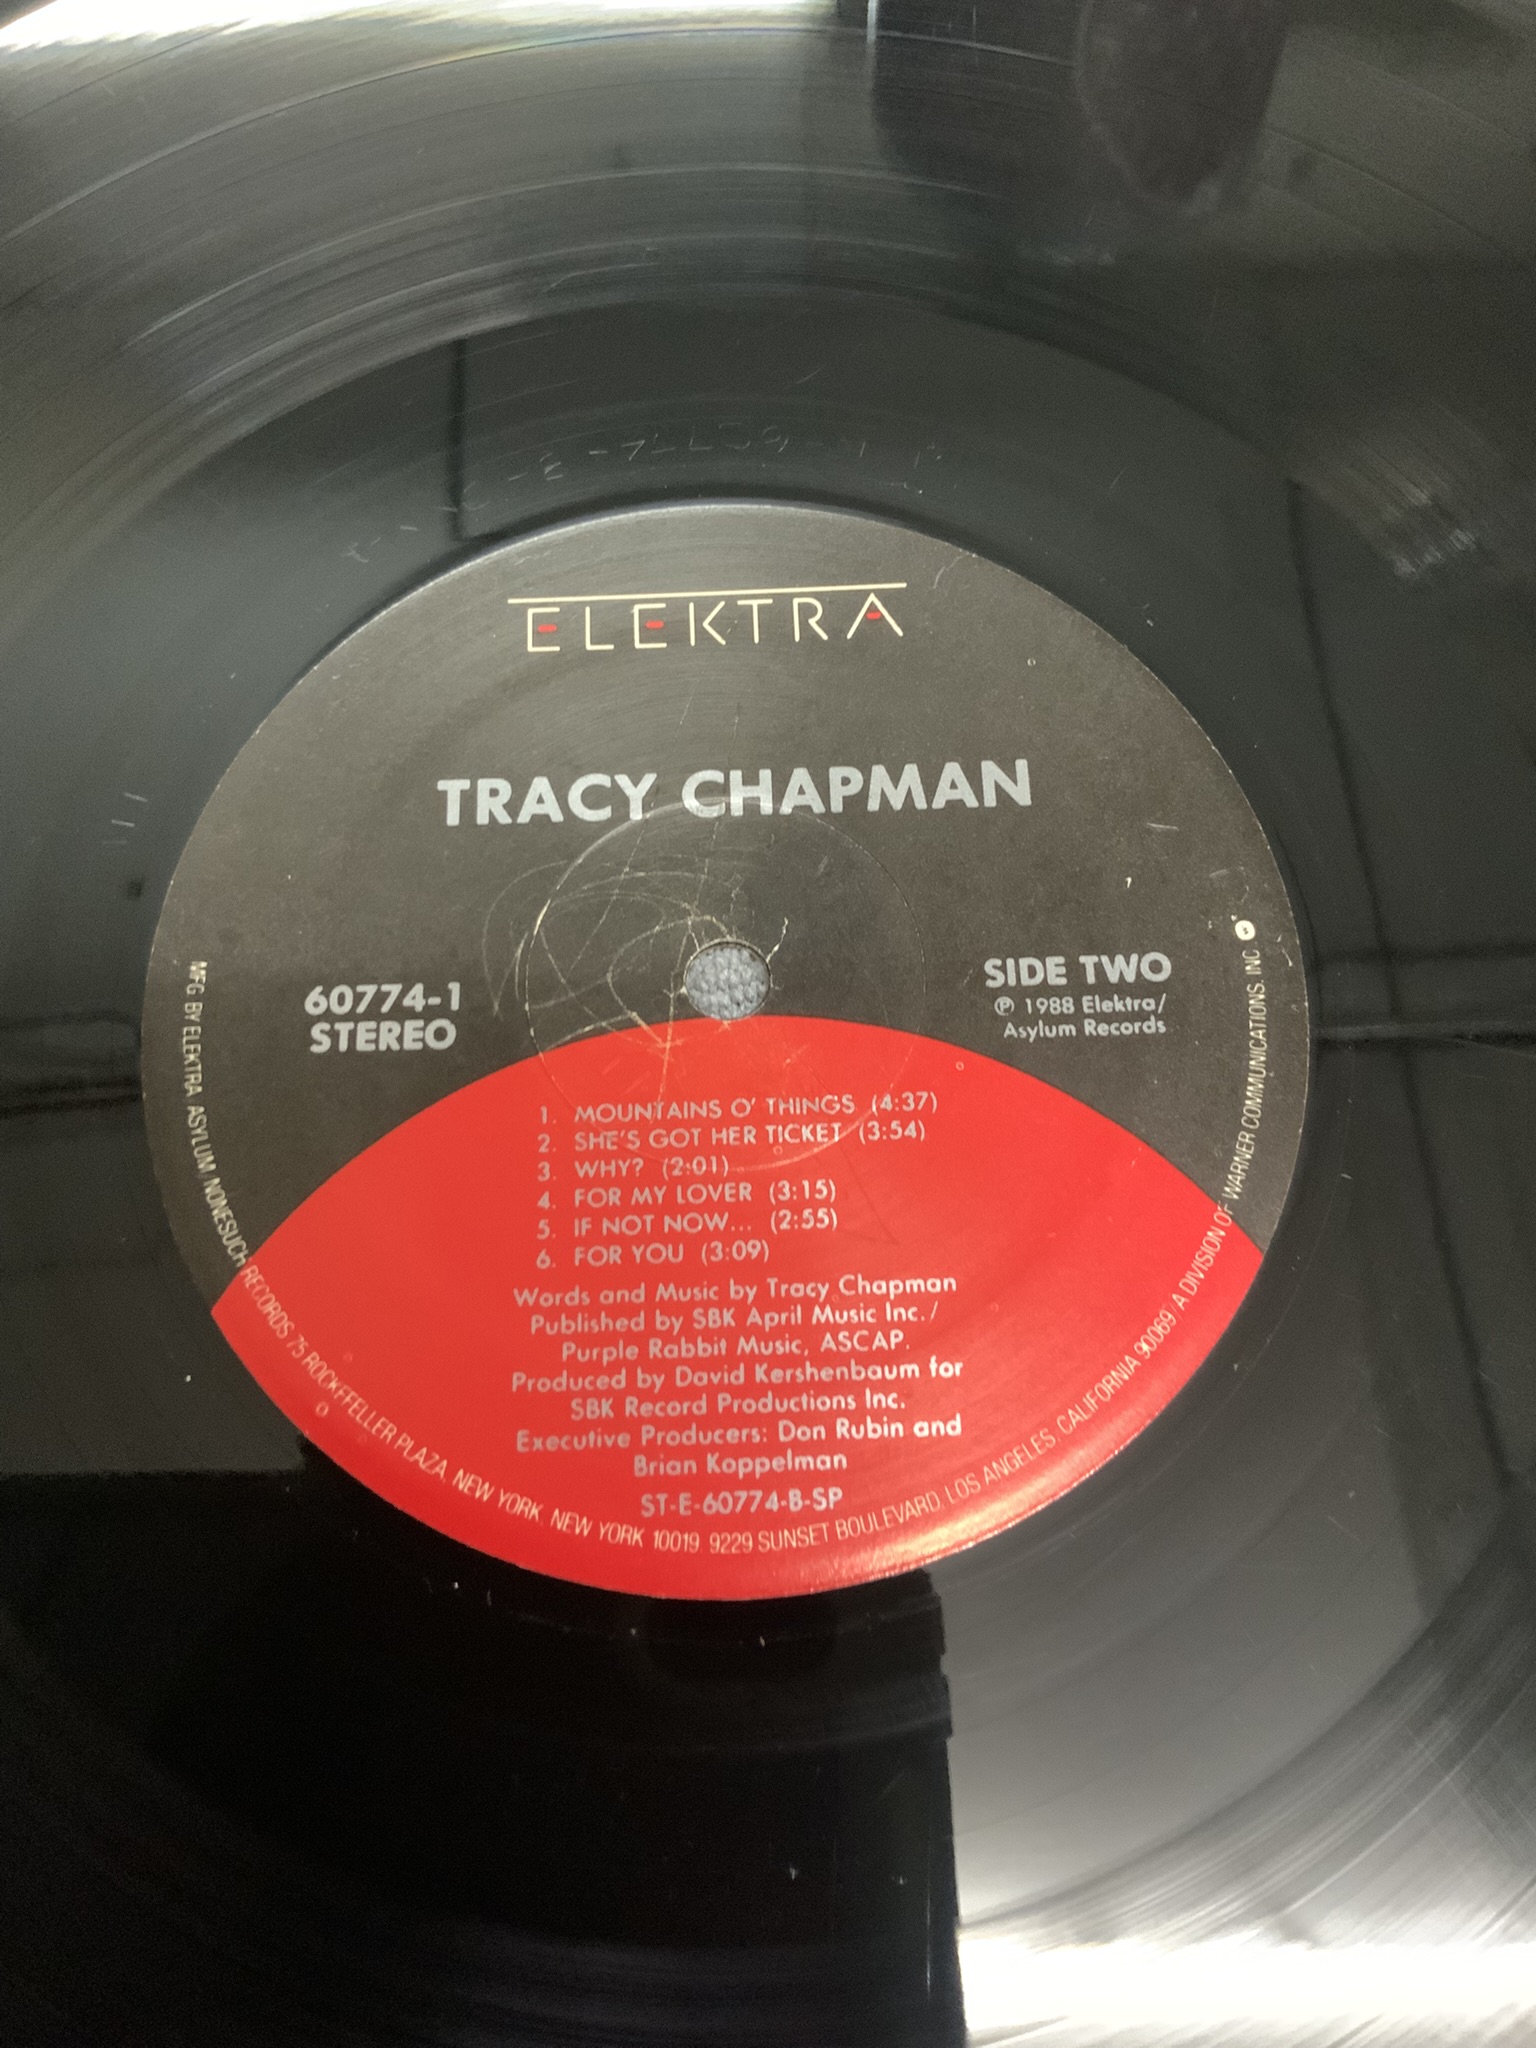 ELEKTRA
TRACY CHAPMAN
60774-1
STEREO
SIDE TWO
℗ 1988 Elektra/
Asylum Records
1. MOUNTAINS O' THINGS (4:37)
2. SHE'S GOT HER TICKET (3:54)
3. WHY? (2:01)
4. FOR MY LOVER (3:15)
5. IF NOT NOW... (2:55)
6. FOR YOU (3:09)
Words and Music by Tracy Chapman
Published by SBK April Music Inc./
Purple Rabbit Music, ASCAP.
Produced by David Kershenbaum for
SBK Record Productions Inc.
Executive Producers: Don Rubin and
Brian Koppelman
ST-E-60774-B-SP
MFG. BY ELEKTRA/ASYLUM/NONESUCH RECORDS 75 ROCKEFELLER PLAZA, NEW YORK, NEW YORK 10019. 9229 SUNSET BOULEVARD, LOS ANGELES, CALIFORNIA 90069/A DIVISION OF WARNER COMMUNICATIONS, INC.